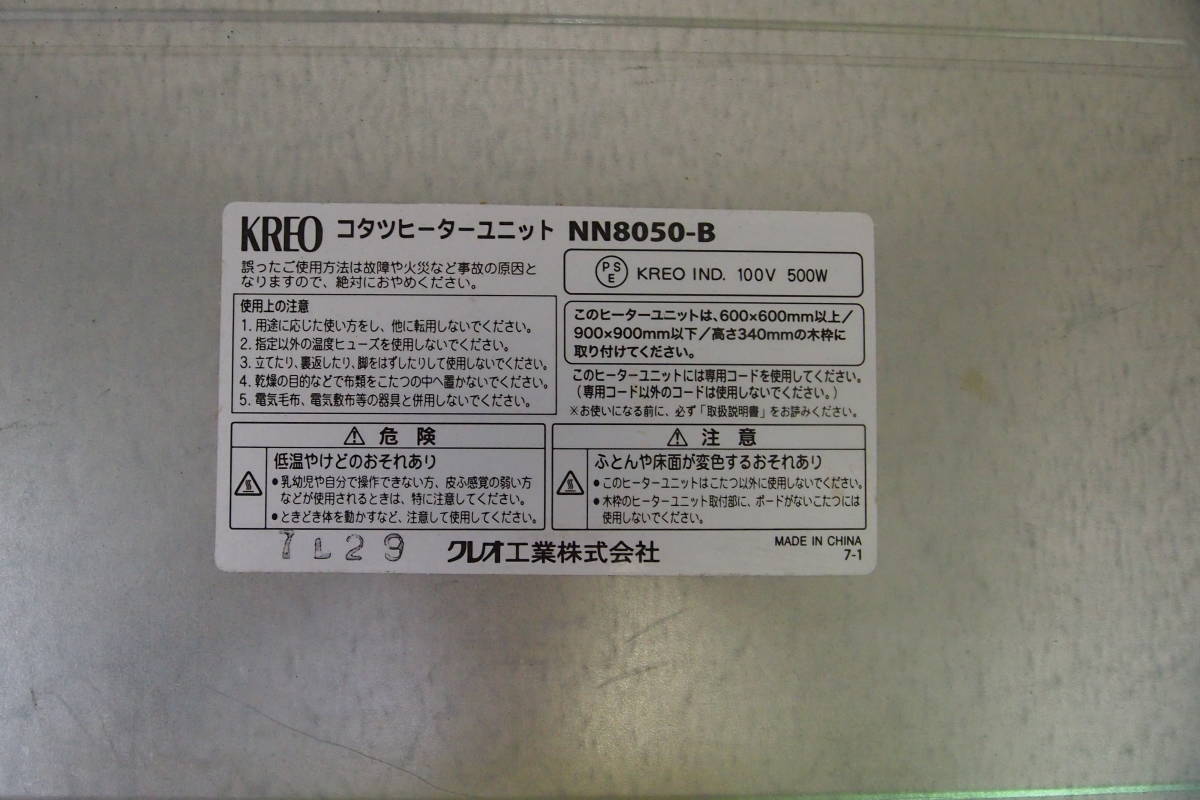 KREO コタツヒーターユニット NN8050-B
誤ったご使用方法は故障や火災など事故の原因と
なりますので、絶対におやめください。
使用上の注意
1. 用途に応じた使い方をし、他に転用しないでください。
2. 指定以外の温度ヒューズを使用しないでください。
3. 立てたり、裏返したり、脚をはずしたりして使用しないでください。
4. 乾燥の目的などで布類をこたつの中へ置かないでください。
5. 電気毛布、電気敷布等の器具と併用しないでください。
PSE KREO IND. 100V 500W
このヒーターユニットは、600×600mm以上/
900×900mm以下/高さ340mmの木枠に
取り付けてください。
このヒーターユニットには専用コードを使用してください。
(専用コード以外のコードは使用しないでください。)
※お使いになる前に、必ず「取扱説明書」をお読みください。
⚠ 危 険
低温やけどのおそれあり
●乳幼児や自分で操作できない方、皮ふ感覚の弱い方
などが使用されるときは、特に注意してください。
●ときどき体を動かすなど、注意して使用してください。
⚠ 注 意
ふとんや床面が変色するおそれあり
●このヒーターユニットはこたつ以外に使用しないでください。
●木枠のヒーターユニット取付部に、ボードがないこたつには
使用しないでください。
7L29
クレオ工業株式会社
MADE IN CHINA
7-1